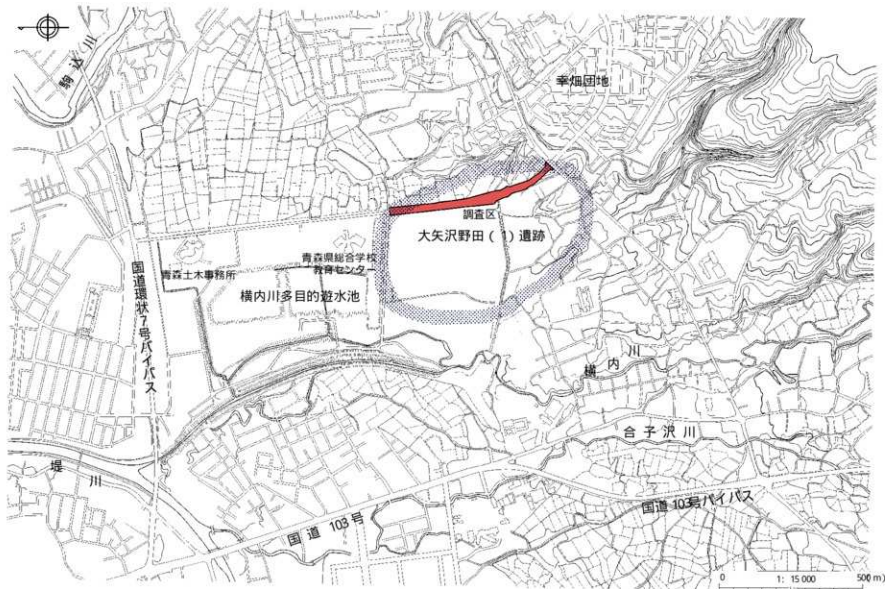 駒込川
幸畑団地
調査区
大矢沢野田(1)遺跡
青森県総合学校
教育センター
青森土木事務所
横内川多目的遊水池
国道環状7号バイパス
横内川
合子沢川
堤川
国道103号
国道103号バイパス
0 1:15000 500(m)